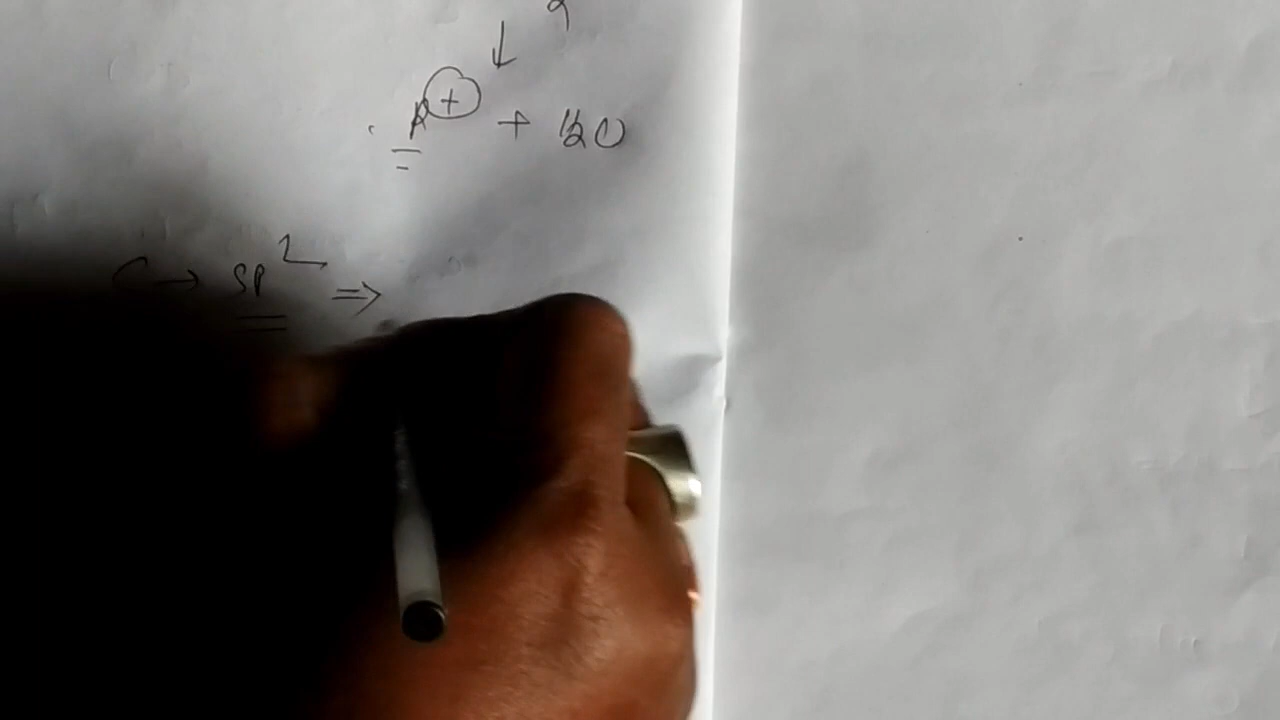 ↓
R⊕ + H2O
C → SP² ⇒